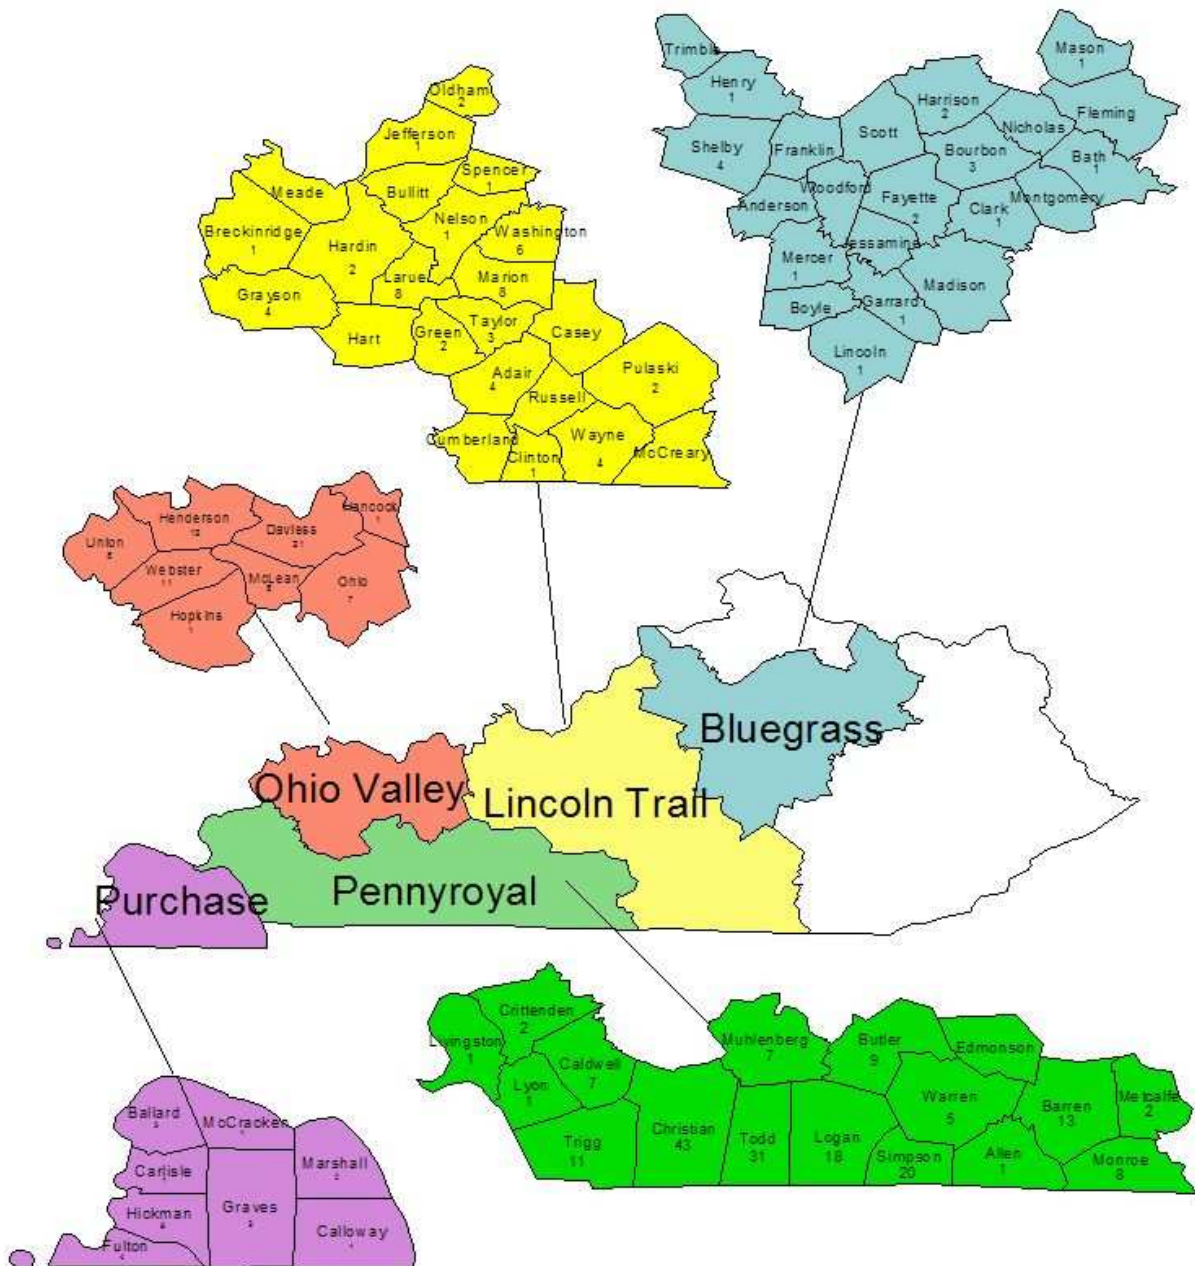 Trimble
Henry
1
Shelby
4
Franklin
Scott
Harrison
2
Mason
1
Fleming
Nicholas
Bourbon
3
Bath
1
Montgomery
Clark
1
Fayette
2
Woodford
Anderson
Jessamine
Mercer
1
Madison
Boyle
Garrard
1
Lincoln
1
Oldham
2
Jefferson
1
Spencer
1
Meade
Bullitt
Nelson
1
Washington
6
Breckinridge
1
Hardin
2
Larue
8
Marion
8
Grayson
4
Hart
Green
2
Taylor
3
Casey
Adair
4
Pulaski
2
Russell
Cumberland
Clinton
1
Wayne
4
McCreary
Hancock
1
Henderson
Daviess
21
Union
Webster
11
McLean
Ohio
7
Hopkins
1
Bluegrass
Ohio Valley
Lincoln Trail
Pennyroyal
Purchase
Crittenden
2
Livingston
1
Caldwell
7
Lyon
1
Trigg
11
Christian
43
Muhlenberg
7
Todd
31
Logan
18
Butler
9
Edmonson
Warren
5
Simpson
20
Allen
1
Barren
13
Metcalfe
2
Monroe
8
Ballard
McCracken
Carlisle
Marshall
Hickman
Graves
Calloway
Fulton